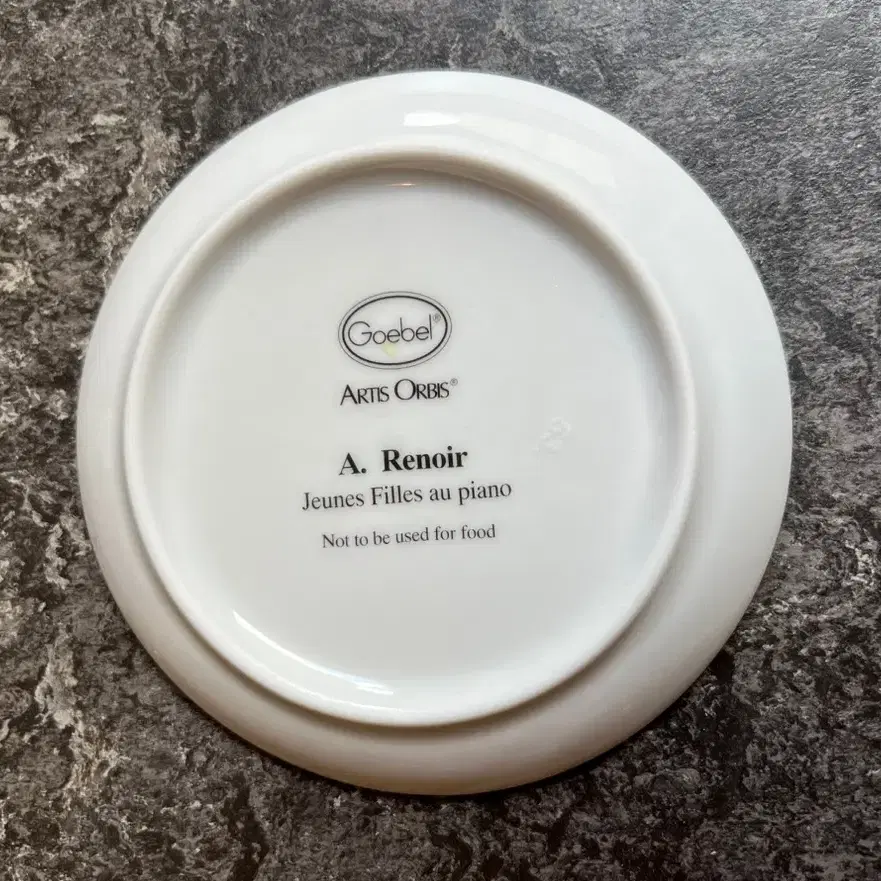 Goebel®
ARTIS ORBIS®
A. Renoir
Jeunes Filles au piano
Not to be used for food